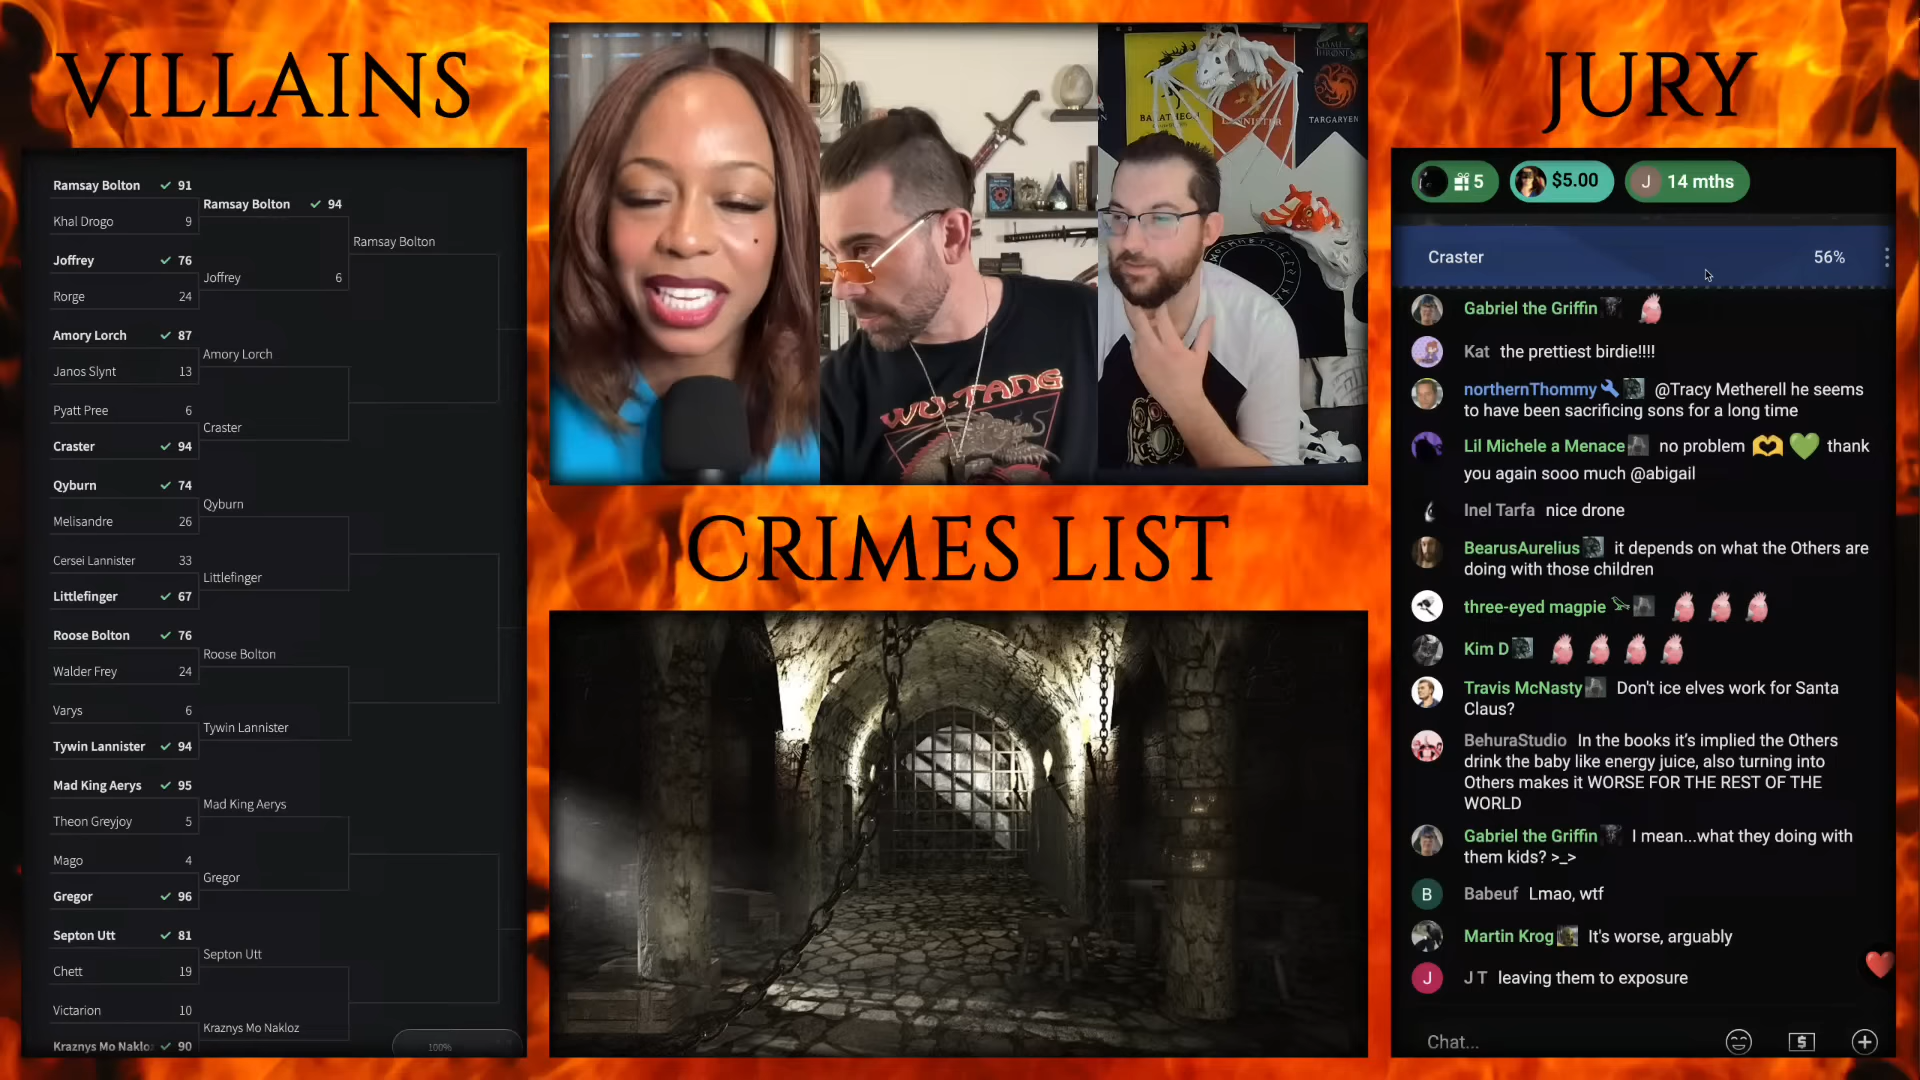 VILLAINS
Ramsay Bolton ✓ 91
Khal Drogo 9
Joffrey ✓ 76
Rorge 24
Amory Lorch ✓ 87
Janos Slynt 13
Pyatt Pree 6
Craster ✓ 94
Qyburn ✓ 74
Melisandre 26
Cersei Lannister 33
Littlefinger ✓ 67
Roose Bolton ✓ 76
Walder Frey 24
Varys 6
Tywin Lannister ✓ 94
Mad King Aerys ✓ 95
Theon Greyjoy 5
Mago 4
Gregor ✓ 96
Septon Utt ✓ 81
Chett 19
Victarion 10
Kraznys Mo Naklo ✓ 90
Ramsay Bolton ✓ 94
Joffrey 6
Amory Lorch
Craster
Qyburn
Littlefinger
Roose Bolton
Tywin Lannister
Mad King Aerys
Gregor
Septon Utt
Kraznys Mo Nakloz
Ramsay Bolton
100%
GAME
THRONES
BARATHEON
LANNISTER
TARGARYEN
WU-TANG
CRIMES LIST
JURY
5
$5.00
J 14 mths
Craster 56%
Gabriel the Griffin
Kat the prettiest birdie!!!!
northernThommy @Tracy Metherell he seems
to have been sacrificing sons for a long time
Lil Michele a Menace no problem thank
you again sooo much @abigail
Inel Tarfa nice drone
BearusAurelius it depends on what the Others are
doing with those children
three-eyed magpie
Kim D
Travis McNasty Don't ice elves work for Santa
Claus?
BehuraStudio In the books it's implied the Others
drink the baby like energy juice, also turning into
Others makes it WORSE FOR THE REST OF THE
WORLD
Gabriel the Griffin I mean...what they doing with
them kids? >_>
B Babeuf Lmao, wtf
Martin Krog It's worse, arguably
J J T leaving them to exposure
Chat...